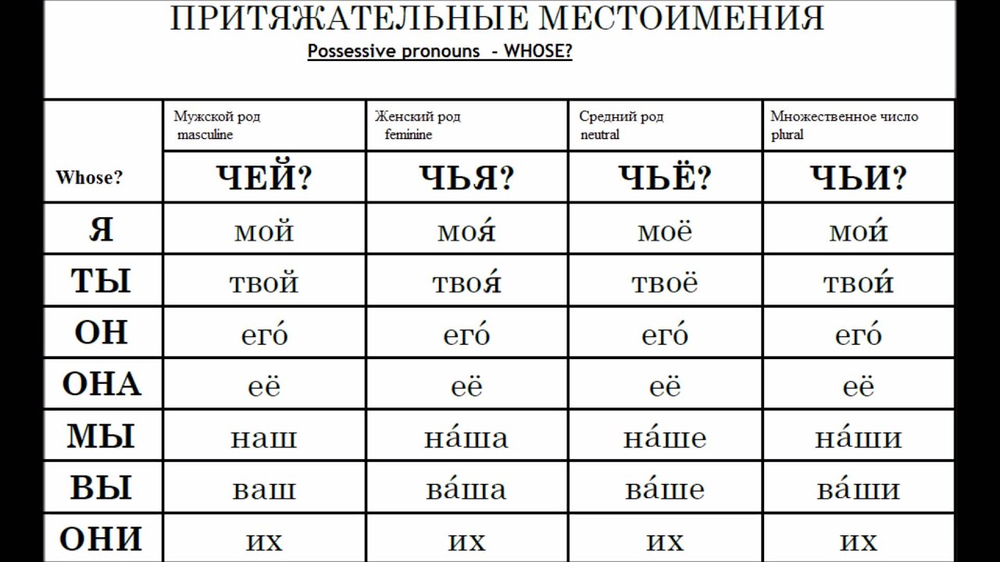 ПРИТЯЖАТЕЛЬНЫЕ МЕСТОИМЕНИЯ
Possessive pronouns - WHOSE?
Мужской род Женский род Средний род Множественное число
masculine feminine neutral plural
Whose? ЧЕЙ? ЧЬЯ? ЧЬЁ? ЧЬИ?
Я мой моя́ моё мои́
ТЫ твой твоя́ твоё твои́
ОН его́ его́ его́ его́
ОНА её её её её
МЫ наш на́ша на́ше на́ши
ВЫ ваш ва́ша ва́ше ва́ши
ОНИ их их их их